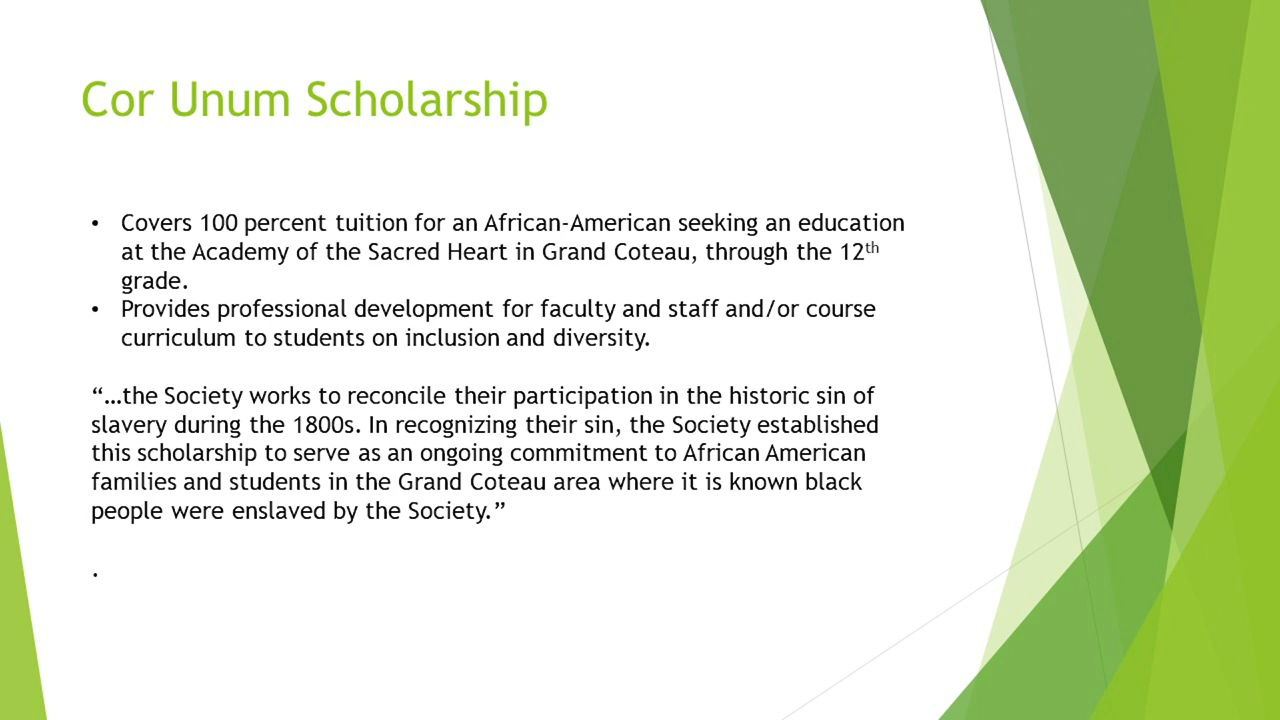 Cor Unum Scholarship
• Covers 100 percent tuition for an African-American seeking an education
at the Academy of the Sacred Heart in Grand Coteau, through the 12th
grade.
• Provides professional development for faculty and staff and/or course
curriculum to students on inclusion and diversity.
“…the Society works to reconcile their participation in the historic sin of
slavery during the 1800s. In recognizing their sin, the Society established
this scholarship to serve as an ongoing commitment to African American
families and students in the Grand Coteau area where it is known black
people were enslaved by the Society.”
.